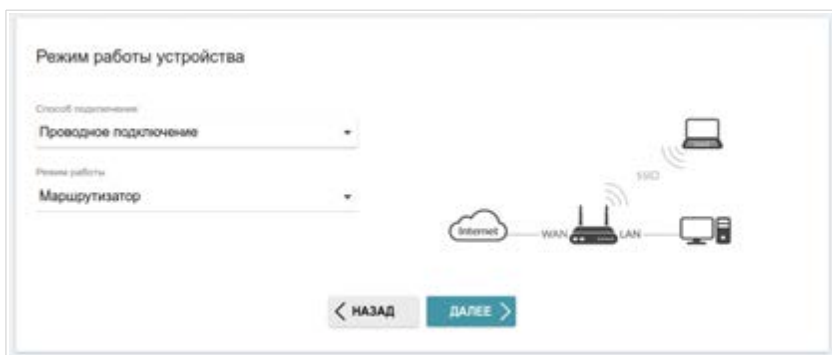 Режим работы устройства
Способ подключения
Проводное подключение
Режим работы
Маршрутизатор
SSID
Internet
WAN
LAN
НАЗАД
ДАЛЕЕ